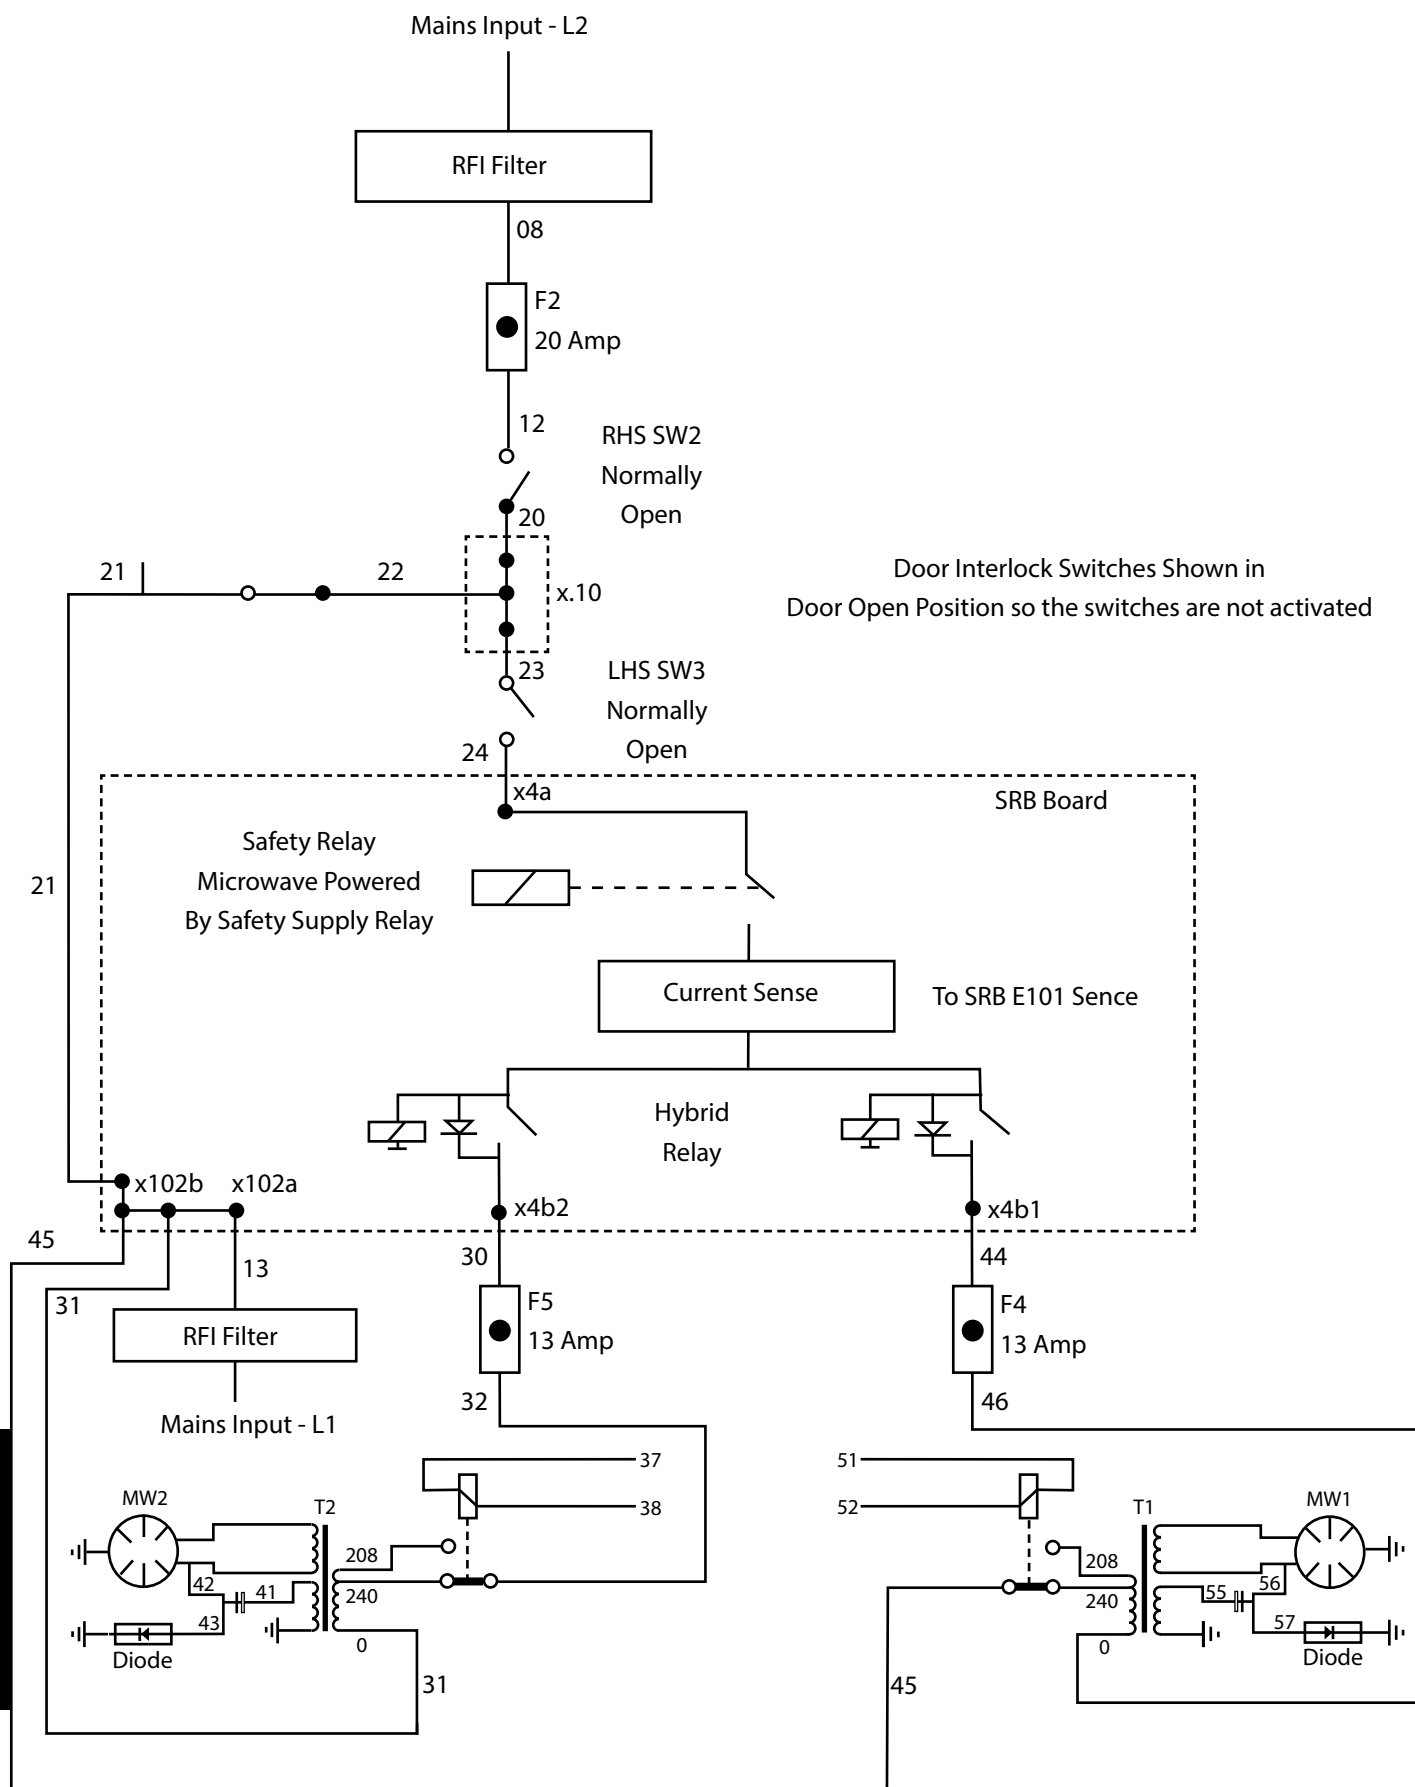 Mains Input - L2
RFI Filter
08
F2
20 Amp
12
RHS SW2
Normally
Open
20
21
22
x.10
Door Interlock Switches Shown in
Door Open Position so the switches are not activated
23
LHS SW3
Normally
Open
24
x4a
SRB Board
Safety Relay
Microwave Powered
By Safety Supply Relay
21
Current Sense
To SRB E101 Sence
Hybrid
Relay
x102b
x102a
x4b2
x4b1
45
13
30
44
31
F5
13 Amp
F4
13 Amp
RFI Filter
32
46
Mains Input - L1
37
38
51
52
MW2
T2
208
240
0
42
41
43
Diode
31
T1
MW1
208
240
0
55
56
57
Diode
45